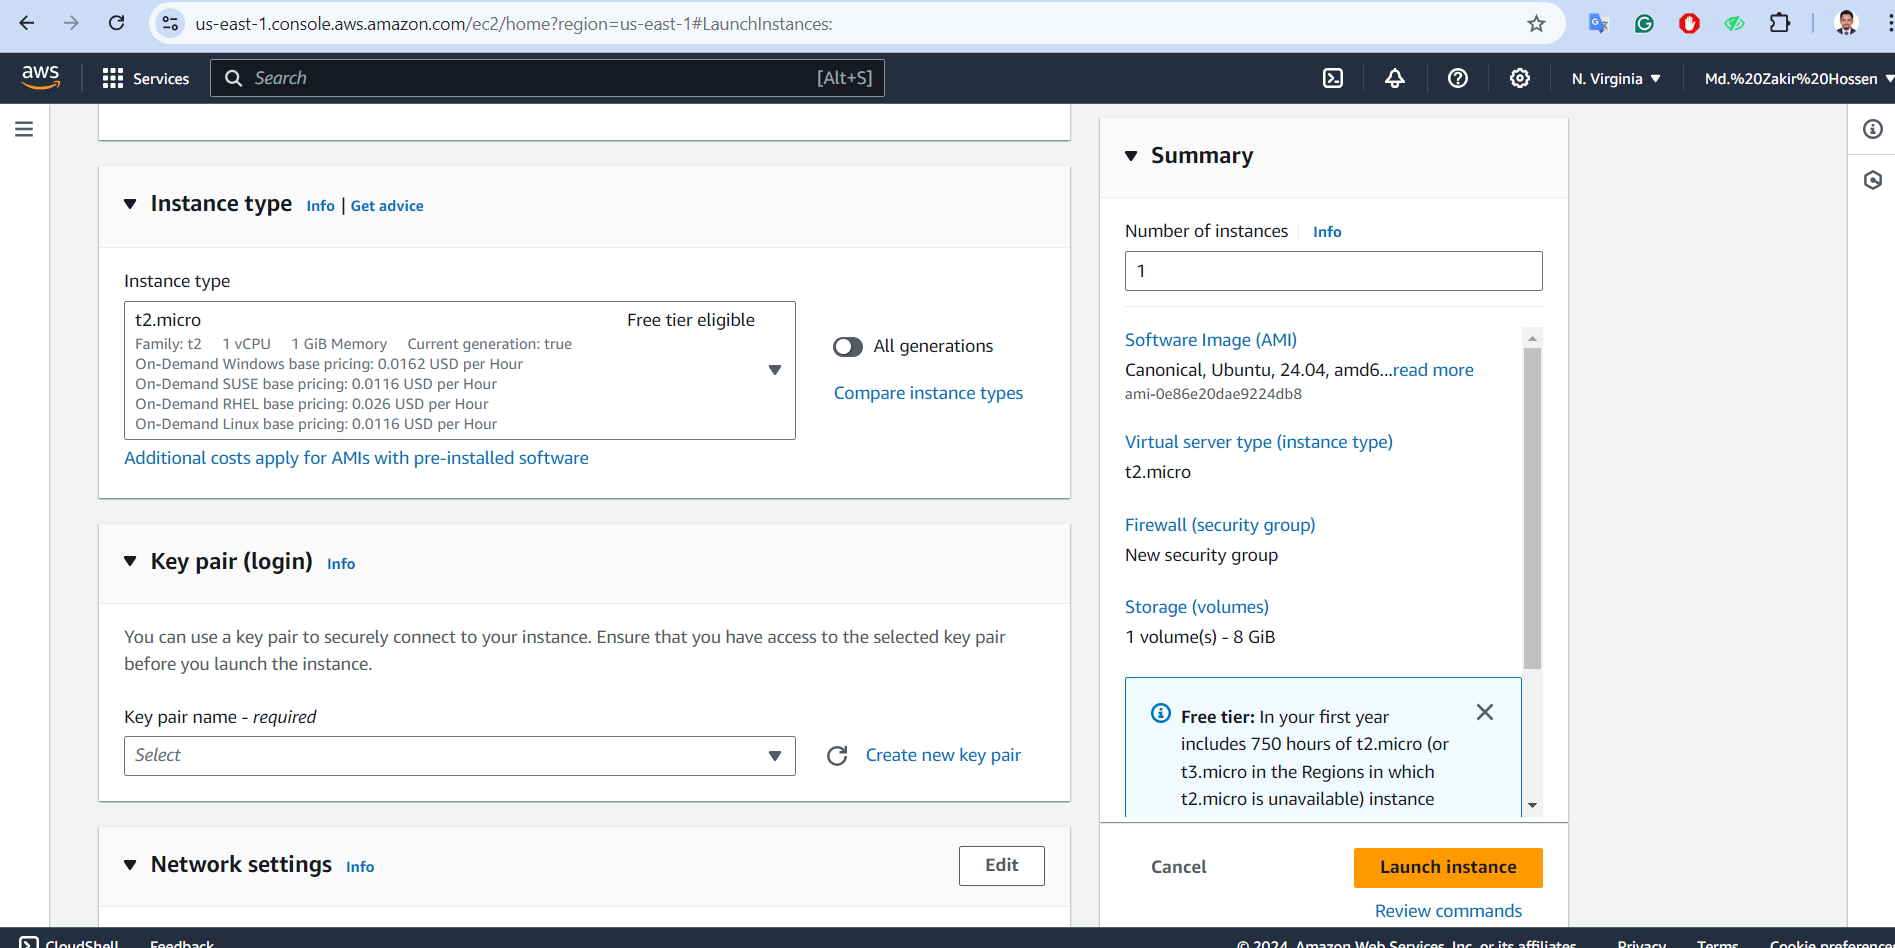 us-east-1.console.aws.amazon.com/ec2/home?region=us-east-1#LaunchInstances:
aws
Services
Search
[Alt+S]
N. Virginia
Md.%20Zakir%20Hossen
Instance type
Info | Get advice
Instance type
t2.micro
Free tier eligible
Family: t2 1 vCPU 1 GiB Memory Current generation: true
On-Demand Windows base pricing: 0.0162 USD per Hour
On-Demand SUSE base pricing: 0.0116 USD per Hour
On-Demand RHEL base pricing: 0.026 USD per Hour
On-Demand Linux base pricing: 0.0116 USD per Hour
All generations
Compare instance types
Additional costs apply for AMIs with pre-installed software
Key pair (login)
Info
You can use a key pair to securely connect to your instance. Ensure that you have access to the selected key pair
before you launch the instance.
Key pair name - required
Select
Create new key pair
Network settings
Info
Edit
Summary
Number of instances
Info
1
Software Image (AMI)
Canonical, Ubuntu, 24.04, amd6...read more
ami-0e86e20dae9224db8
Virtual server type (instance type)
t2.micro
Firewall (security group)
New security group
Storage (volumes)
1 volume(s) - 8 GiB
Free tier: In your first year
includes 750 hours of t2.micro (or
t3.micro in the Regions in which
t2.micro is unavailable) instance
Cancel
Launch instance
Review commands
CloudShell
Feedback
© 2024, Amazon Web Services, Inc. or its affiliates.
Privacy
Terms
Cookie preferences